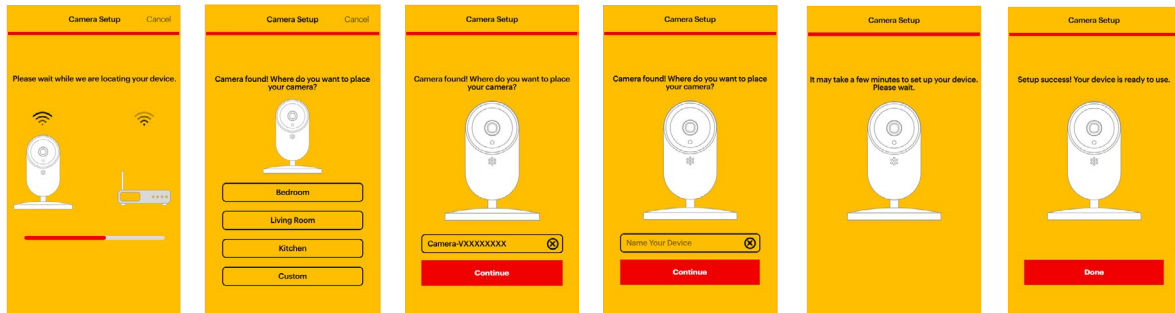 Camera Setup Cancel
Please wait while we are locating your device.
Camera Setup Cancel
Camera found! Where do you want to place
your camera?
Bedroom
Living Room
Kitchen
Custom
Camera Setup
Camera found! Where do you want to place
your camera?
Camera-VXXXXXXXX
Continue
Camera Setup
Camera found! Where do you want to place
your camera?
Name Your Device
Continue
Camera Setup
It may take a few minutes to set up your device.
Please wait.
Camera Setup
Setup success! Your device is ready to use.
Done